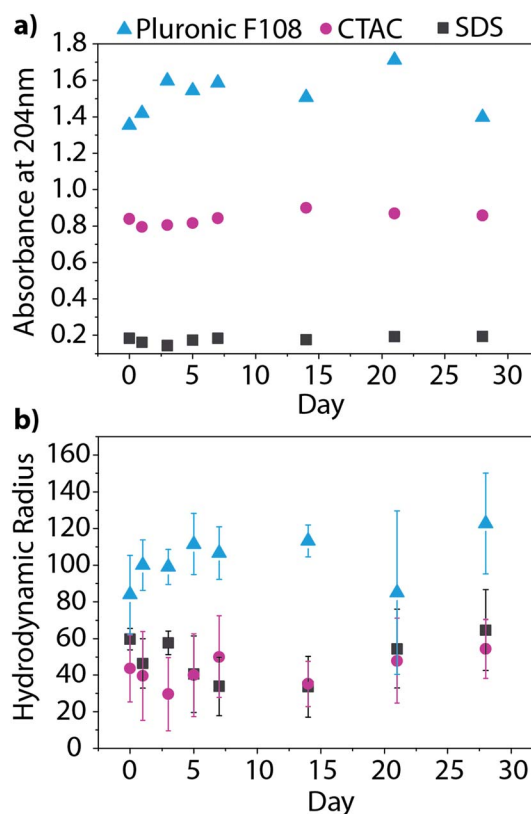 a) Pluronic F108 CTAC SDS
1.8
1.6
1.4
1.2
1.0
0.8
0.6
0.4
0.2
Absorbance at 204nm
0 5 10 15 20 25 30
Day
b)
160
140
120
100
80
60
40
20
0
Hydrodynamic Radius
0 5 10 15 20 25 30
Day